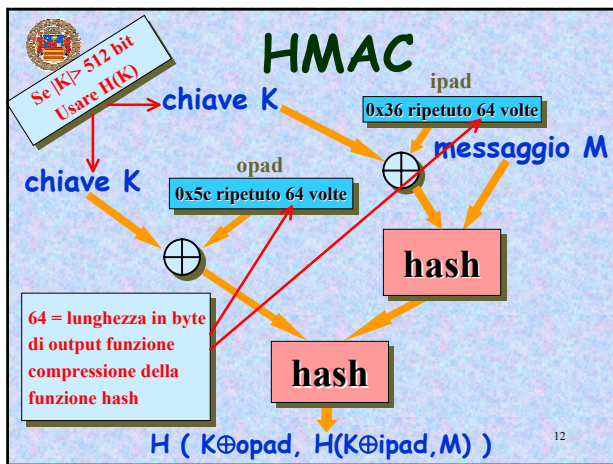 HMAC
Se |K|> 512 bit
Usare H(K)
chiave K
ipad
0x36 ripetuto 64 volte
messaggio M
chiave K
opad
0x5c ripetuto 64 volte
hash
64 = lunghezza in byte
di output funzione
compressione della
funzione hash
hash
H ( K⊕opad, H(K⊕ipad,M) )
12